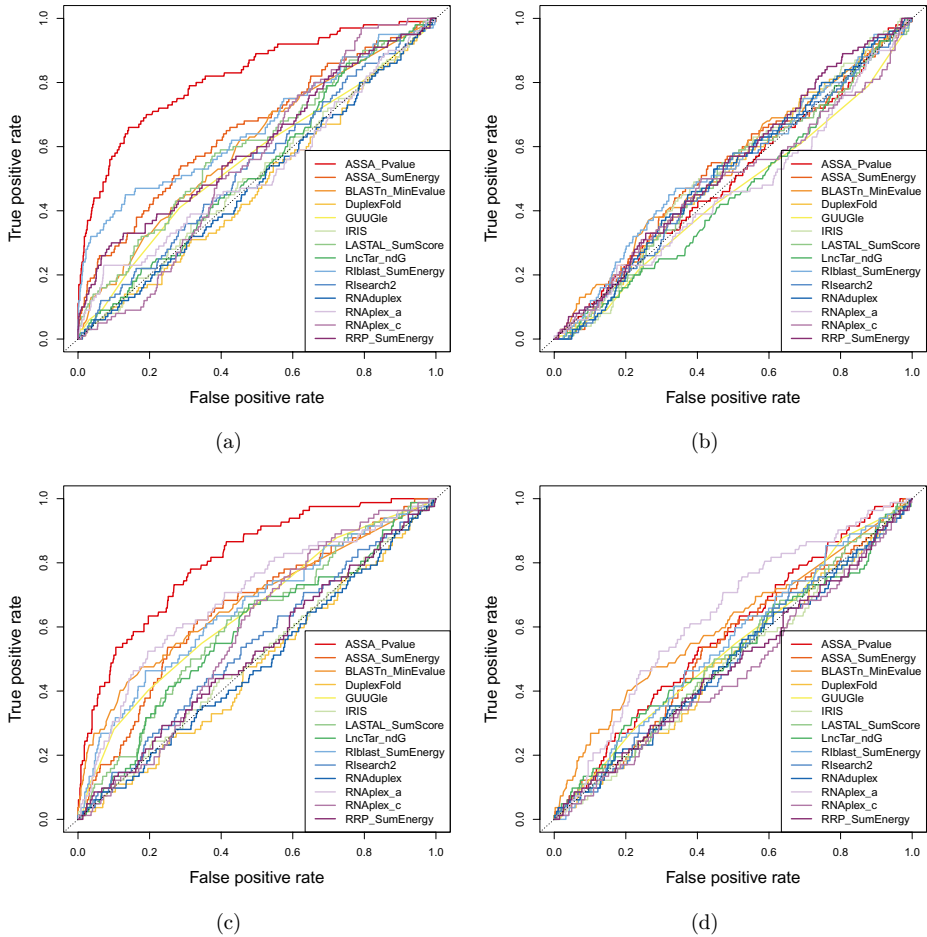 True positive rate
1.0
0.8
0.6
0.4
0.2
0.0
ASSA_Pvalue
ASSA_SumEnergy
BLASTn_MinEvalue
DuplexFold
GUUGle
IRIS
LASTAL_SumScore
LncTar_ndG
RIblast_SumEnergy
RIsearch2
RNAduplex
RNAplex_a
RNAplex_c
RRP_SumEnergy
0.0 0.2 0.4 0.6 0.8 1.0
False positive rate
(a)
True positive rate
1.0
0.8
0.6
0.4
0.2
0.0
ASSA_Pvalue
ASSA_SumEnergy
BLASTn_MinEvalue
DuplexFold
GUUGle
IRIS
LASTAL_SumScore
LncTar_ndG
RIblast_SumEnergy
RIsearch2
RNAduplex
RNAplex_a
RNAplex_c
RRP_SumEnergy
0.0 0.2 0.4 0.6 0.8 1.0
False positive rate
(b)
True positive rate
1.0
0.8
0.6
0.4
0.2
0.0
ASSA_Pvalue
ASSA_SumEnergy
BLASTn_MinEvalue
DuplexFold
GUUGle
IRIS
LASTAL_SumScore
LncTar_ndG
RIblast_SumEnergy
RIsearch2
RNAduplex
RNAplex_a
RNAplex_c
RRP_SumEnergy
0.0 0.2 0.4 0.6 0.8 1.0
False positive rate
(c)
True positive rate
1.0
0.8
0.6
0.4
0.2
0.0
ASSA_Pvalue
ASSA_SumEnergy
BLASTn_MinEvalue
DuplexFold
GUUGle
IRIS
LASTAL_SumScore
LncTar_ndG
RIblast_SumEnergy
RIsearch2
RNAduplex
RNAplex_a
RNAplex_c
RRP_SumEnergy
0.0 0.2 0.4 0.6 0.8 1.0
False positive rate
(d)